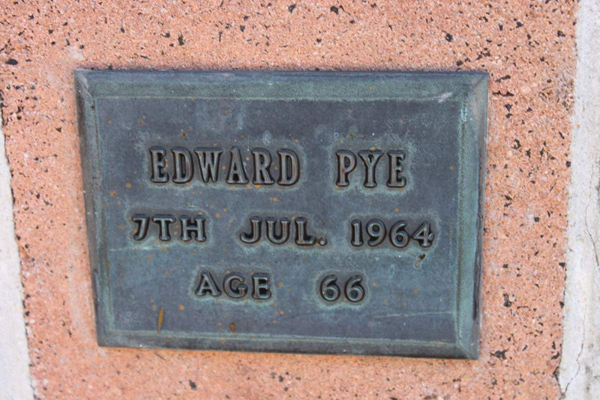 EDWARD PYE
7TH JUL. 1964
AGE 66